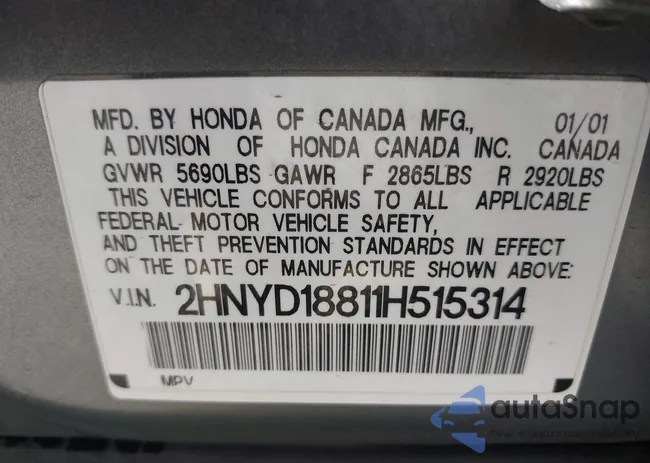 MFD. BY HONDA OF CANADA MFG., 01/01
A DIVISION OF HONDA CANADA INC. CANADA
GVWR 5690LBS GAWR F 2865LBS R 2920LBS
THIS VEHICLE CONFORMS TO ALL APPLICABLE
FEDERAL MOTOR VEHICLE SAFETY,
AND THEFT PREVENTION STANDARDS IN EFFECT
ON THE DATE OF MANUFACTURE SHOWN ABOVE:
V.I.N. 2HNYD18811H515314
MPV
autoSnap